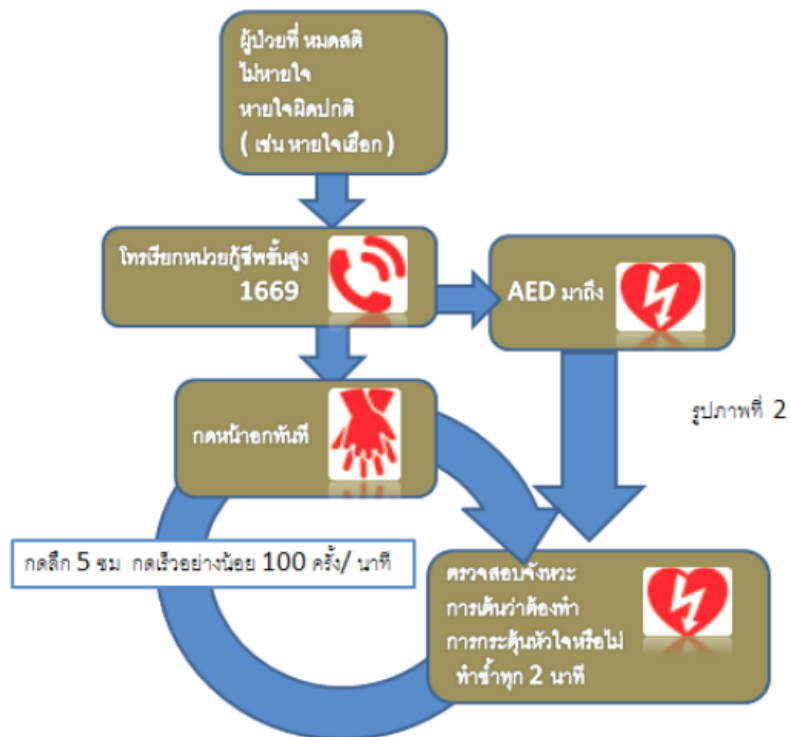 ผู้ป่วยที่ หมดสติ
ไม่หายใจ
หายใจผิดปกติ
( เช่น หายใจเฮือก )
โทรเรียกหน่วยกู้ชีพขั้นสูง
1669
AED มาถึง
กดหน้าอกทันที
รูปภาพที่ 2
กดลึก 5 ซม กดเร็วอย่างน้อย 100 ครั้ง/ นาที
ตรวจสอบจังหวะ
การเต้นว่าต้องทำ
การกระตุ้นหัวใจหรือไม่
ทำซ้ำทุก 2 นาที